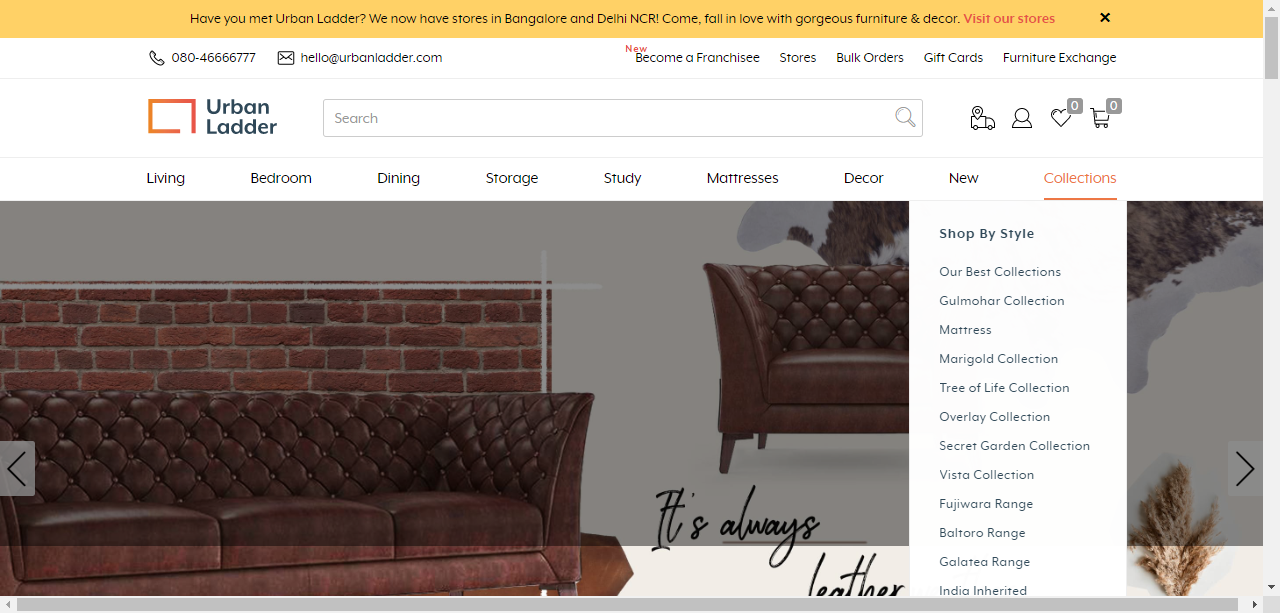 Have you met Urban Ladder? We now have stores in Bangalore and Delhi NCR! Come, fall in love with gorgeous furniture & decor. Visit our stores ✕
080-46666777 hello@urbanladder.com New Become a Franchisee Stores Bulk Orders Gift Cards Furniture Exchange
Urban
Ladder
Search
0 0
Living Bedroom Dining Storage Study Mattresses Decor New Collections
Shop By Style
Our Best Collections
Gulmohar Collection
Mattress
Marigold Collection
Tree of Life Collection
Overlay Collection
Secret Garden Collection
Vista Collection
Fujiwara Range
Baltoro Range
Galatea Range
India Inherited
It's always
leather